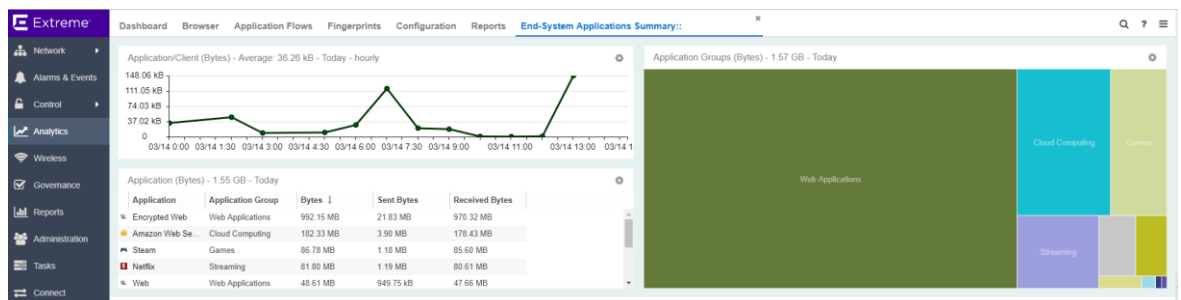 Extreme
Dashboard Browser Application Flows Fingerprints Configuration Reports End-System Applications Summary::
Network
Alarms & Events
Control
Analytics
Wireless
Governance
Reports
Administration
Tasks
Connect
Application/Client (Bytes) - Average: 36.26 kB - Today - hourly
148.06 kB
111.05 kB
74.03 kB
37.02 kB
0
03/14 0:00 03/14 1:30 03/14 3:00 03/14 4:30 03/14 6:00 03/14 7:30 03/14 9:00 03/14 11:00 03/14 13:00 03/14 1
Application (Bytes) - 1.55 GB - Today
Application Application Group Bytes ↓ Sent Bytes Received Bytes
Encrypted Web Web Applications 992.15 MB 21.83 MB 970.32 MB
Amazon Web Se... Cloud Computing 182.33 MB 3.90 MB 178.43 MB
Steam Games 86.78 MB 1.18 MB 85.60 MB
Netflix Streaming 81.80 MB 1.19 MB 80.61 MB
Web Web Applications 48.61 MB 949.75 kB 47.66 MB
Application Groups (Bytes) - 1.57 GB - Today
Web Applications
Cloud Computing
Games
Streaming